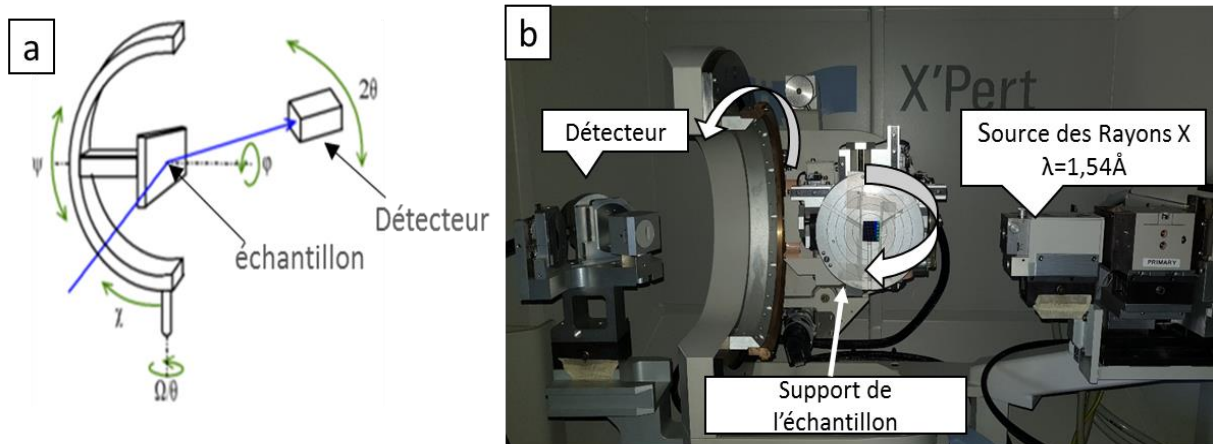 a
2θ
ψ
φ
Détecteur
échantillon
χ
Ωθ
b
X'Pert
Détecteur
Source des Rayons X
λ=1,54Å
PRIMARY
Support de
l'échantillon